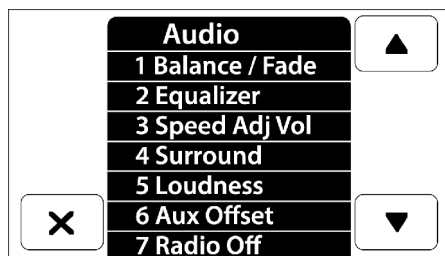 Audio
1 Balance / Fade
2 Equalizer
3 Speed Adj Vol
4 Surround
5 Loudness
6 Aux Offset
7 Radio Off